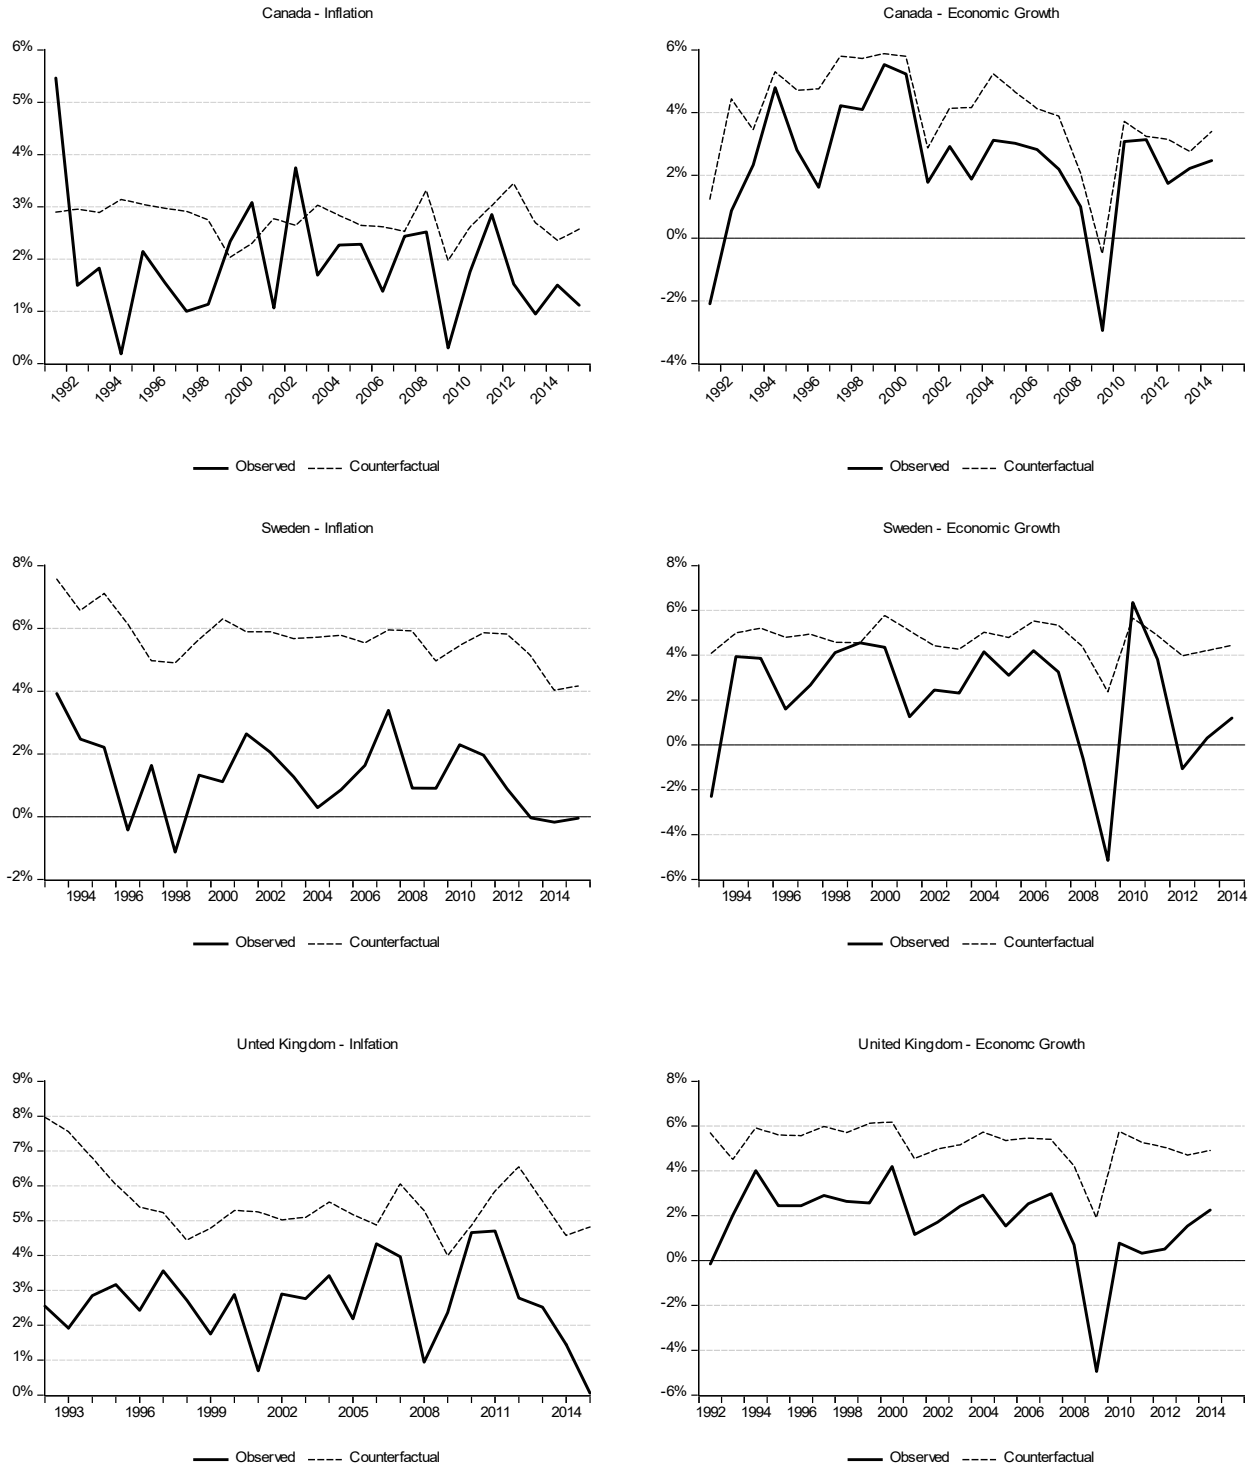 Canada - Inflation
6%
5%
4%
3%
2%
1%
0%
1992 1994 1996 1998 2000 2002 2004 2006 2008 2010 2012 2014
Observed Counterfactual
Canada - Economic Growth
6%
4%
2%
0%
-2%
-4%
1992 1994 1996 1998 2000 2002 2004 2006 2008 2010 2012 2014
Observed Counterfactual
Sweden - Inflation
8%
6%
4%
2%
0%
-2%
1994 1996 1998 2000 2002 2004 2006 2008 2010 2012 2014
Observed Counterfactual
Sweden - Economic Growth
8%
6%
4%
2%
0%
-2%
-4%
-6%
1994 1996 1998 2000 2002 2004 2006 2008 2010 2012 2014
Observed Counterfactual
Unted Kingdom - Inlfation
9%
8%
7%
6%
5%
4%
3%
2%
1%
0%
1993 1996 1999 2002 2005 2008 2011 2014
Observed Counterfactual
United Kingdom - Economc Growth
8%
6%
4%
2%
0%
-2%
-4%
-6%
1992 1994 1996 1998 2000 2002 2004 2006 2008 2010 2012 2014
Observed Counterfactual